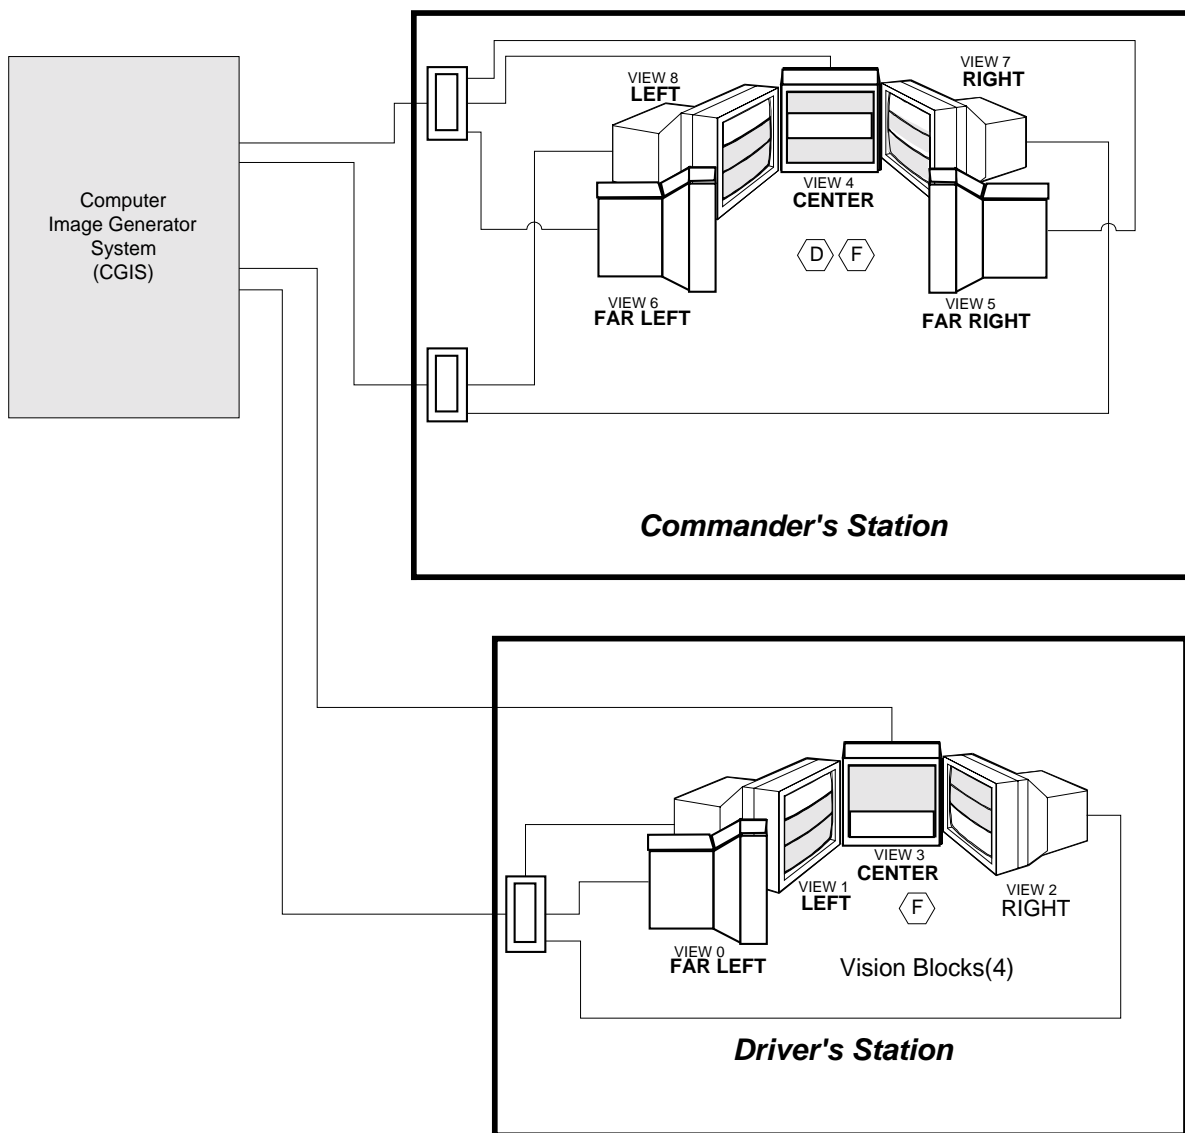 Computer
Image Generator
System
(CGIS)
VIEW 8
LEFT
VIEW 7
RIGHT
VIEW 4
CENTER
D
F
VIEW 6
FAR LEFT
VIEW 5
FAR RIGHT
Commander's Station
VIEW 3
CENTER
VIEW 1
LEFT
F
VIEW 2
RIGHT
VIEW 0
FAR LEFT
Vision Blocks(4)
Driver's Station